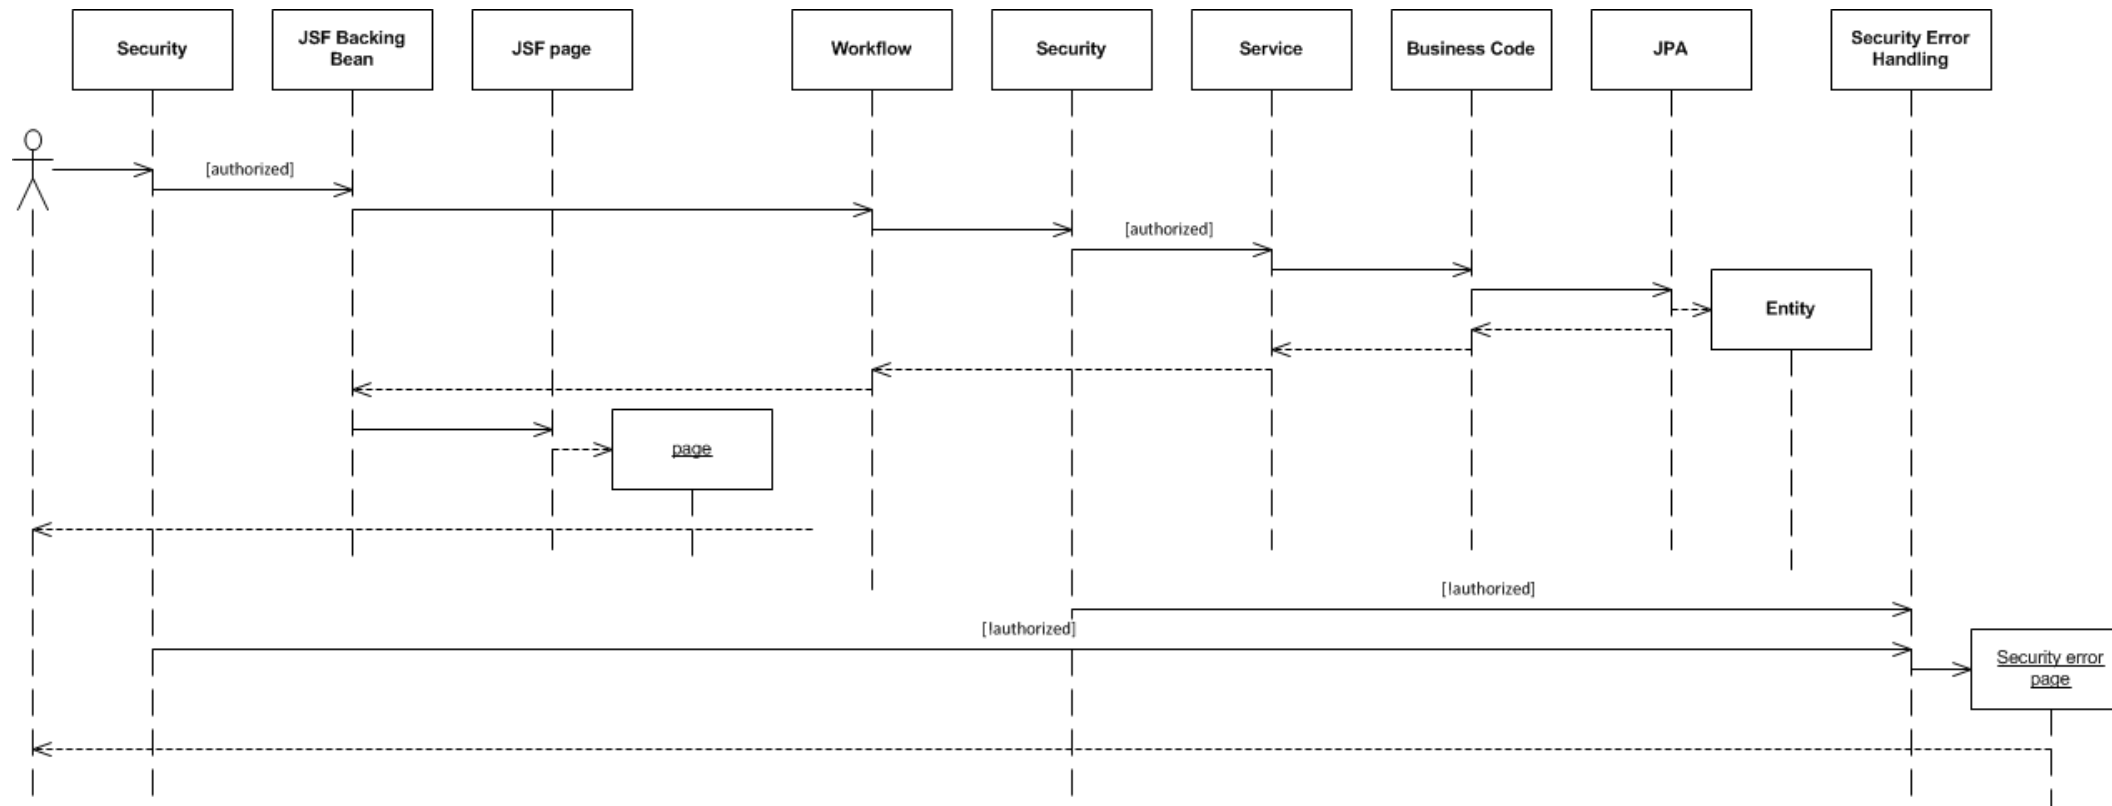 Security
JSF Backing
Bean
JSF page
Workflow
Security
Service
Business Code
JPA
Security Error
Handling
[authorized]
[authorized]
Entity
page
[!authorized]
[!authorized]
Security error
page